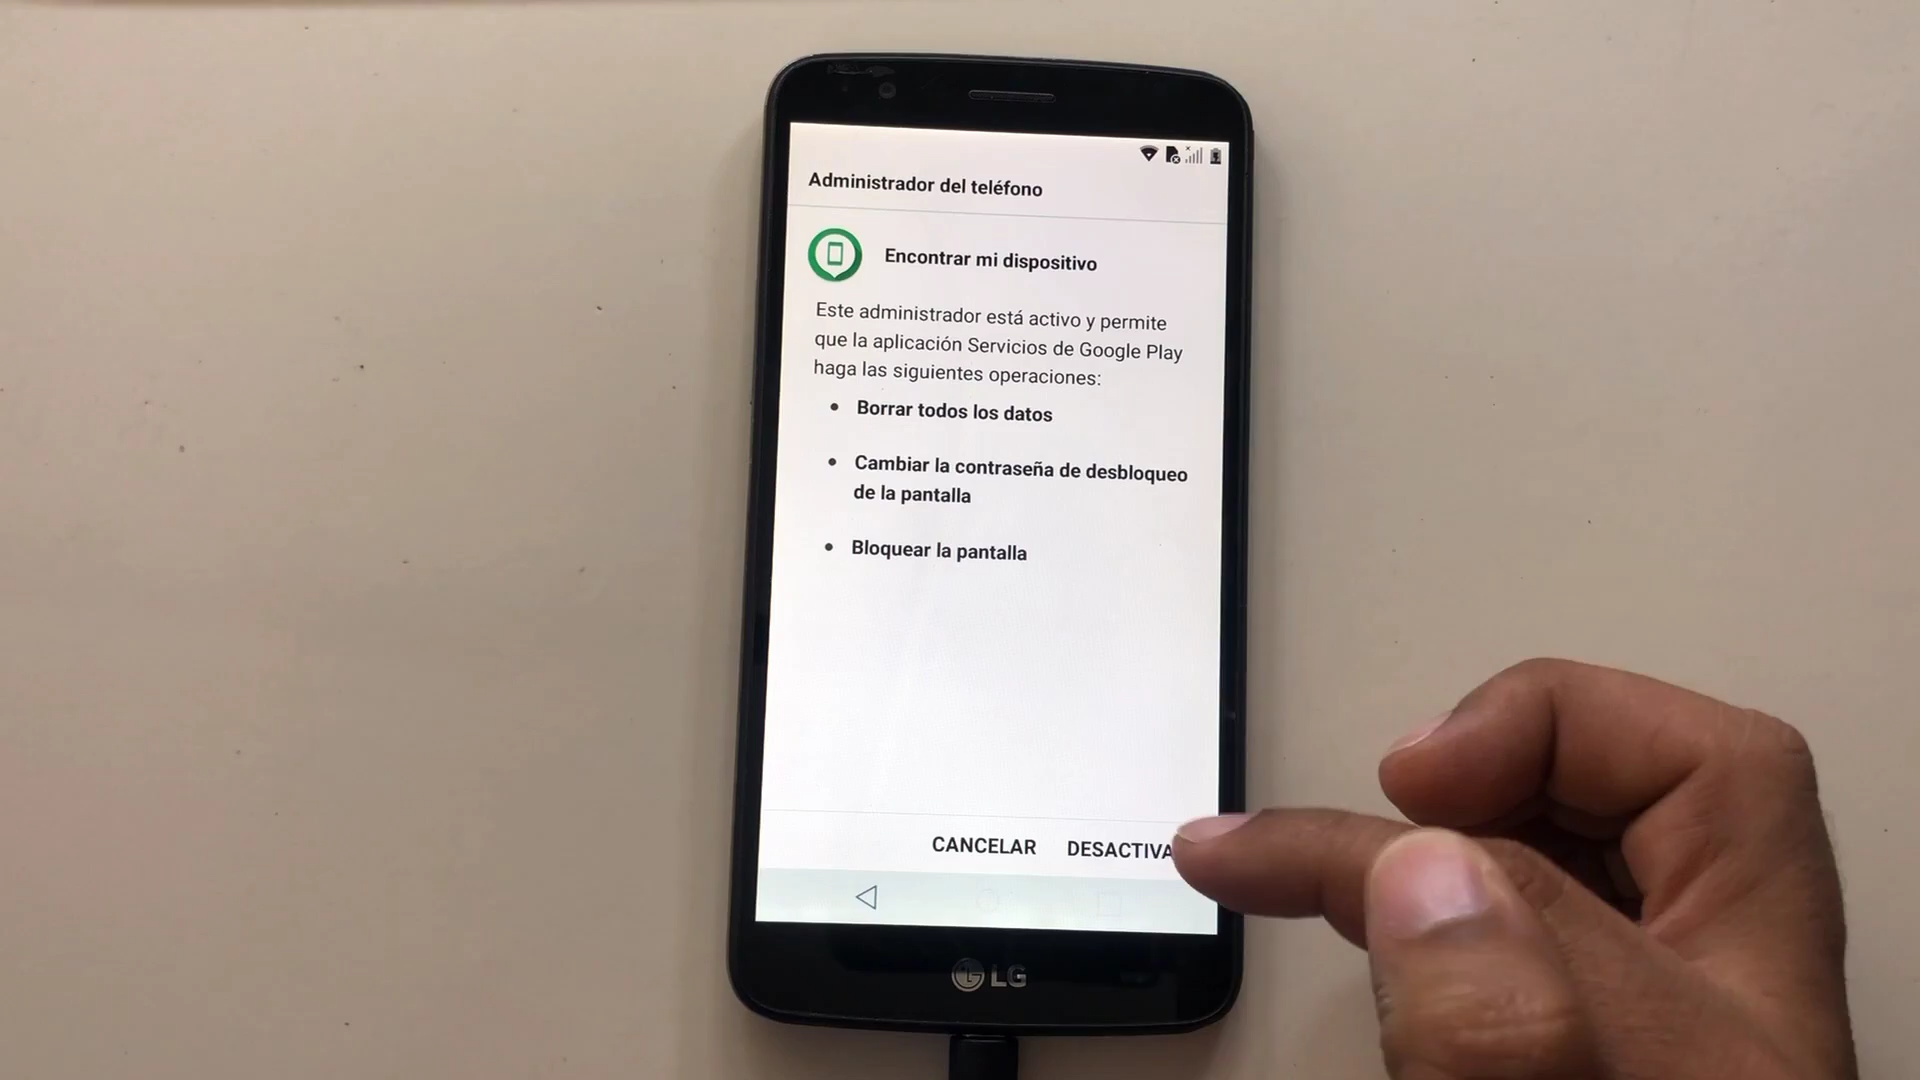 Administrador del teléfono
Encontrar mi dispositivo
Este administrador está activo y permite
que la aplicación Servicios de Google Play
haga las siguientes operaciones:
• Borrar todos los datos
• Cambiar la contraseña de desbloqueo
de la pantalla
• Bloquear la pantalla
CANCELAR DESACTIVA
LG